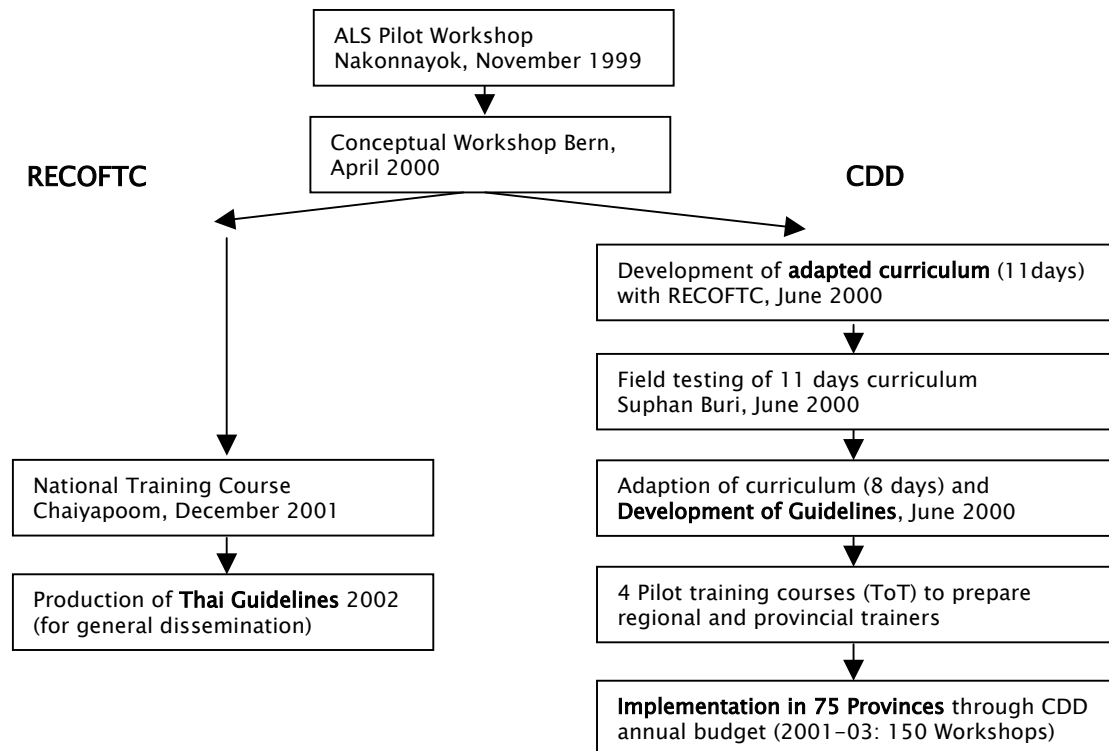 ALS Pilot Workshop
Nakonnayok, November 1999
Conceptual Workshop Bern,
April 2000
RECOFTC
CDD
Development of adapted curriculum (11days)
with RECOFTC, June 2000
Field testing of 11 days curriculum
Suphan Buri, June 2000
National Training Course
Chaiyapoom, December 2001
Adaption of curriculum (8 days) and
Development of Guidelines, June 2000
Production of Thai Guidelines 2002
(for general dissemination)
4 Pilot training courses (ToT) to prepare
regional and provincial trainers
Implementation in 75 Provinces through CDD
annual budget (2001-03: 150 Workshops)